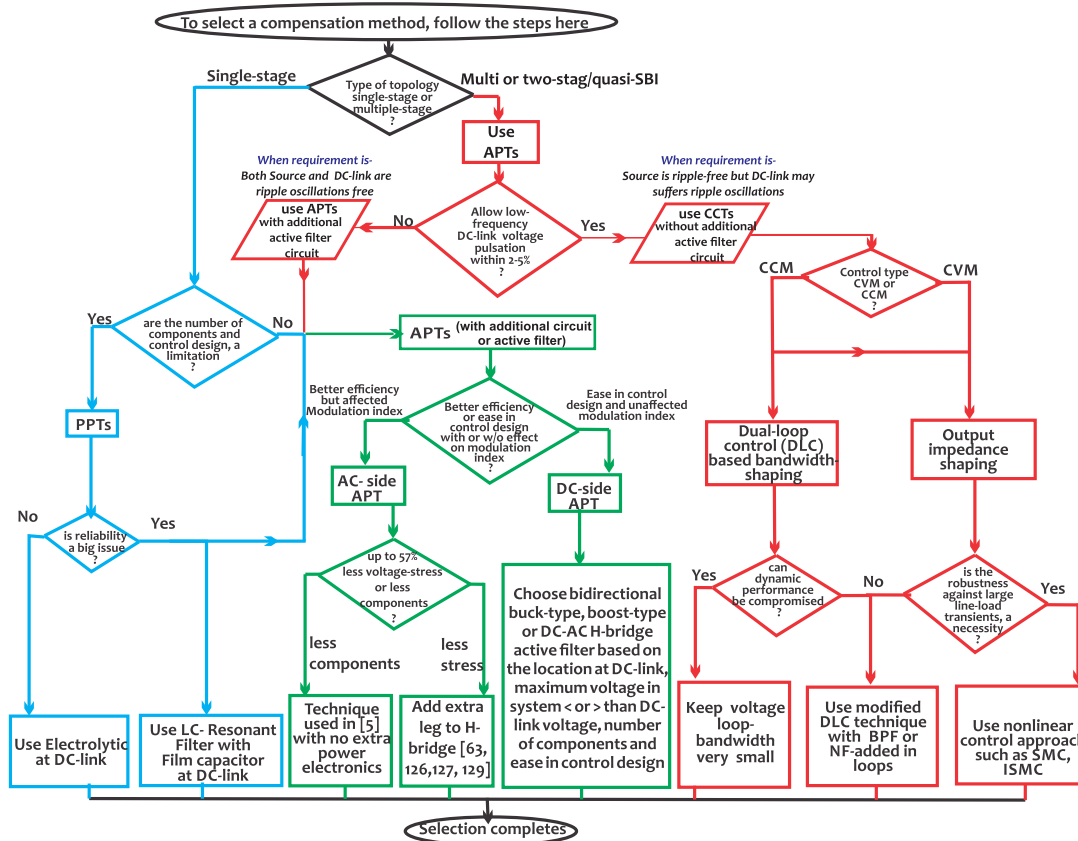 To select a compensation method, follow the steps here
Single-stage
Type of topology
single-stage or
multiple-stage
?
Multi or two-stag/quasi-SBI
Use
APTs
When requirement is-
Both Source and DC-link are
ripple oscillations free
When requirement is-
Source is ripple-free but DC-link may
suffers ripple oscillations
use APTs
with additional
active filter
circuit
No
Allow low-
frequency
DC-link voltage
pulsation
within 2-5%
?
Yes
use CCTs
without additional
active filter
circuit
CCM
Control type
CVM or
CCM
?
CVM
Yes
are the number of
components and
control design, a
limitation
?
No
APTs (with additional circuit
or active filter)
Better efficiency
but affected
Modulation index
Better efficiency
or ease in
control design
with or w/o effect
on modulation
index
?
Ease in control
design and unaffected
modulation index
PPTs
Dual-loop
control (DLC)
based bandwidth-
shaping
Output
impedance
shaping
AC- side
APT
DC-side
APT
No
is reliability
a big issue
?
Yes
up to 57%
less voltage-stress
or less
components
?
less
components
less
stress
Choose bidirectional
buck-type, boost-type
or DC-AC H-bridge
active filter based on
the location at DC-link,
maximum voltage in
system < or > than DC-
link voltage, number
of components and
ease in control design
Yes
can
dynamic
performance
be compromised
?
No
is the
robustness
against large
line-load
transients, a
necessity
?
Yes
Use Electrolytic
at DC-link
Use LC- Resonant
Filter with
Film capacitor
at DC-link
Technique
used in [5]
with no extra
power
electronics
Add extra
leg to H-
bridge [63,
126,127, 129]
Keep voltage
loop-
bandwidth
very small
Use modified
DLC technique
with BPF or
NF-added in
loops
Use nonlinear
control approach
such as SMC,
ISMC
Selection completes